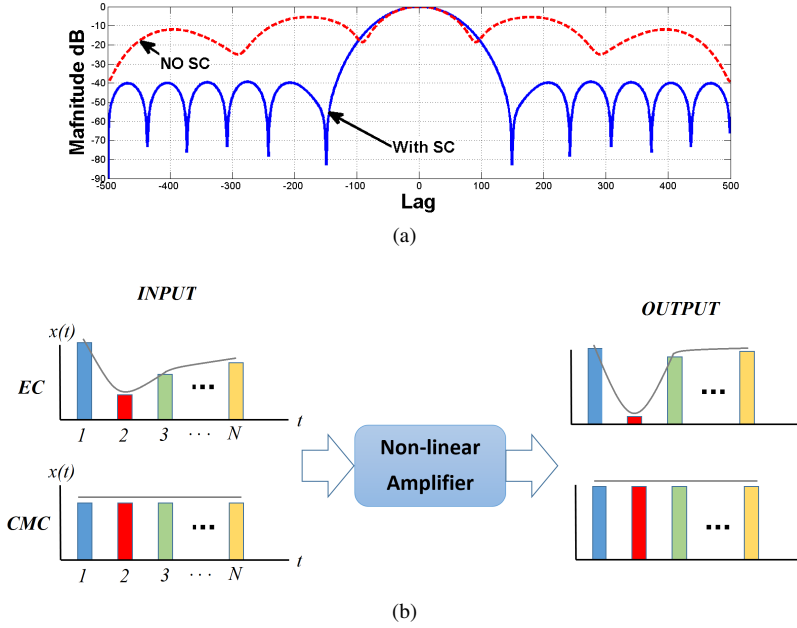 0
-10
-20
-30
-40
-50
-60
-70
-80
-90
Mafnitude dB
NO SC
With SC
-500 -400 -300 -200 -100 0 100 200 300 400 500
Lag
(a)
INPUT
OUTPUT
x(t)
EC
1 2 3 ... N t
x(t)
CMC
1 2 3 ... N t
Non-linear
Amplifier
(b)